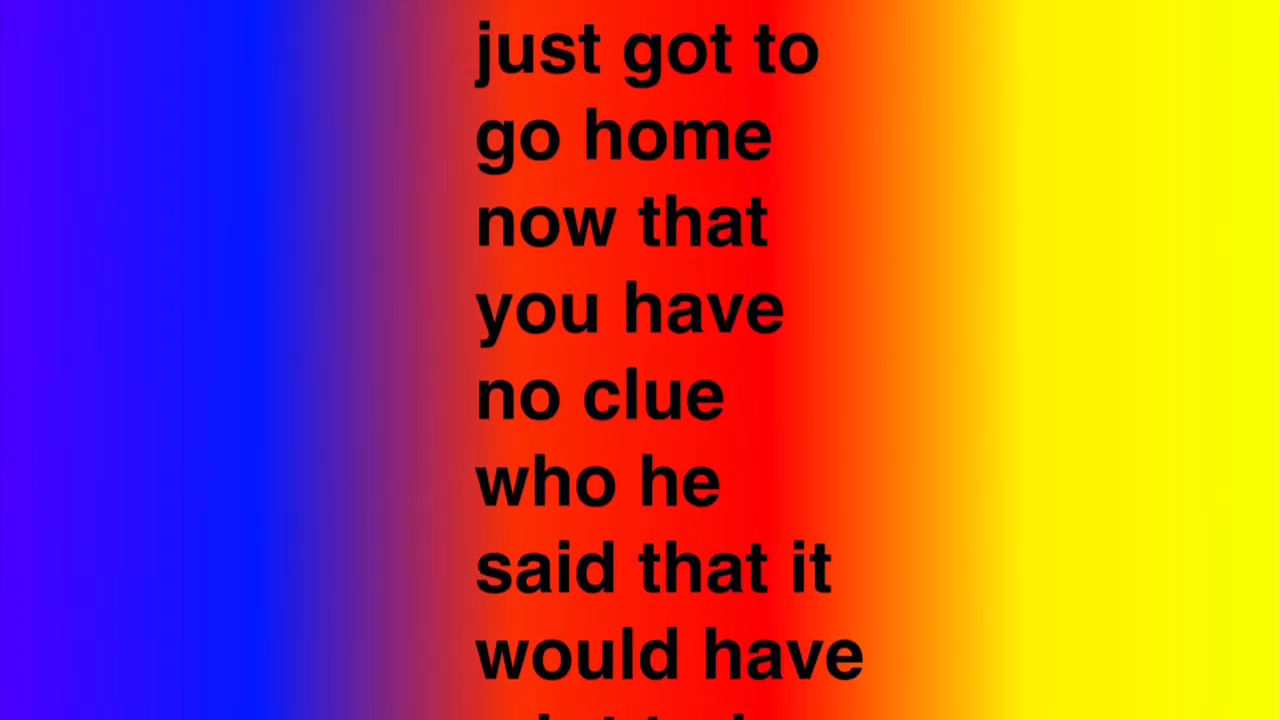 just got to
go home
now that
you have
no clue
who he
said that it
would have